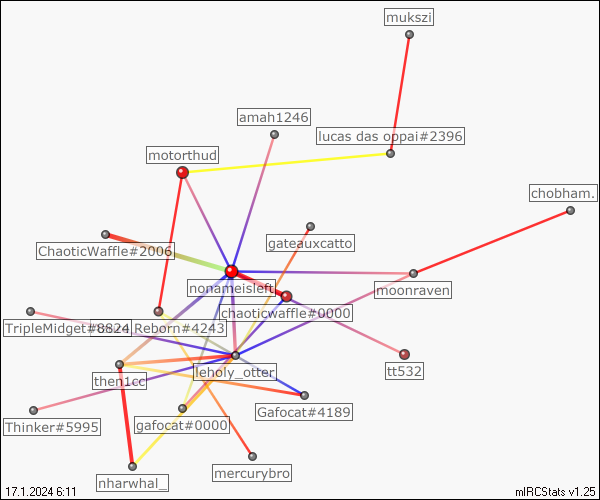 mukszi
amah1246
lucas das oppai#2396
motorthud
chobham.
ChaoticWaffle#2006
gateauxcatto
nonameisleft
moonraven
chaoticwaffle#0000
TripleMidget#8824
Reborn#4243
leholy_otter
tt532
then1cc
Gafocat#4189
Thinker#5995
gafocat#0000
mercurybro
nharwhal_
17.1.2024 6:11
mIRCStats v1.25